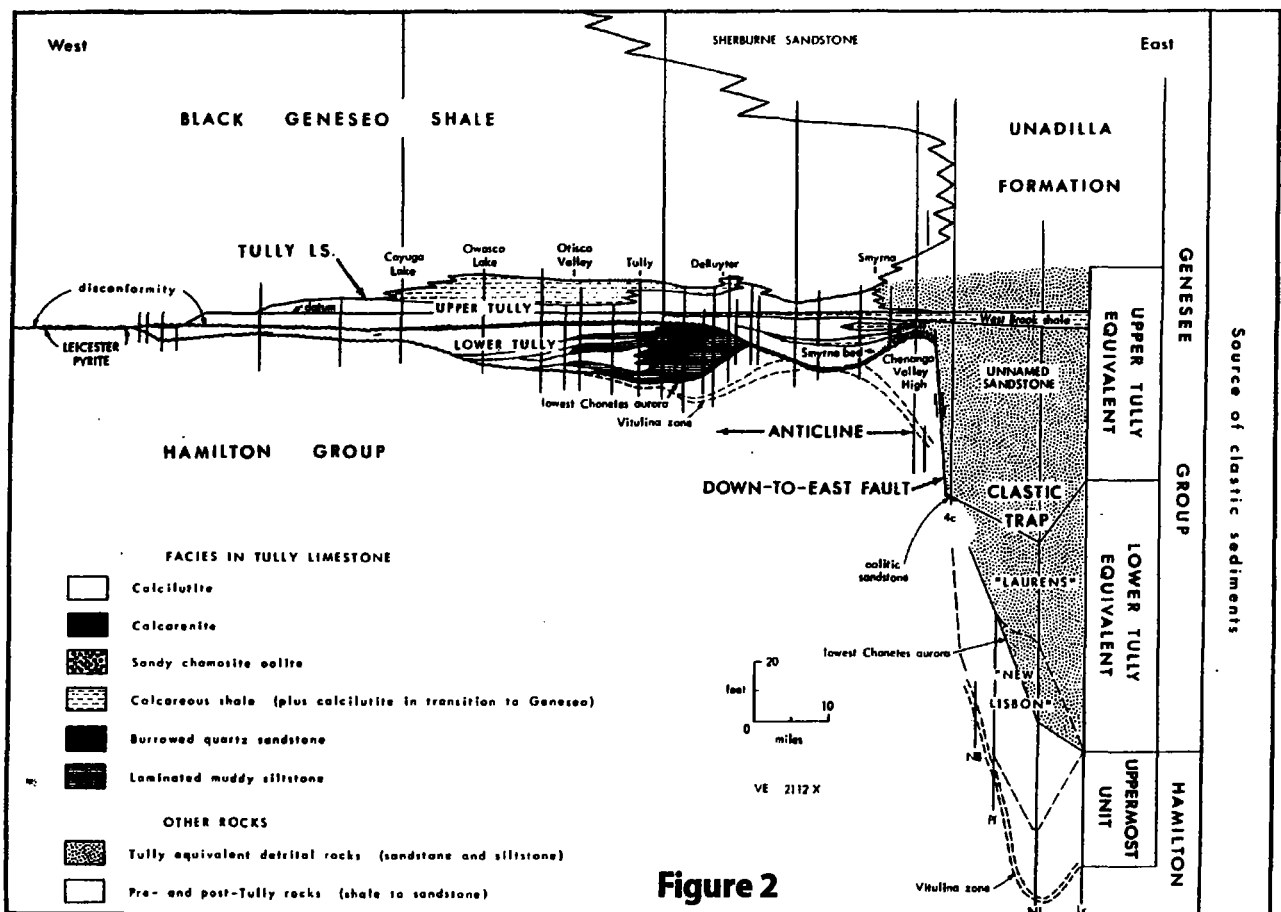 West
East
SHERBURNE SANDSTONE
BLACK GENESEO SHALE
UNADILLA
FORMATION
TULLY LS.
Cayuga
Lake
Owasco
Lake
Otisco
Valley
Tully
DeRuyter
Smyrna
disconformity
datum
UPPER TULLY
LEICESTER
PYRITE
LOWER TULLY
West Brook shale
Smyrna bed
Chenango
Valley
High
UNNAMED
SANDSTONE
lowest Chonetes aurora
Vitulina zone
ANTICLINE
HAMILTON GROUP
DOWN-TO-EAST FAULT
4c
CLASTIC
TRAP
oolitic
sandstone
"LAURENS"
lowest Chonetes aurora
"NEW
LISBON"
Vitulina zone
UPPER TULLY
EQUIVALENT
LOWER TULLY
EQUIVALENT
UPPERMOST
UNIT
GENESEE
GROUP
HAMILTON
Source of clastic sediments
FACIES IN TULLY LIMESTONE
Calcilutite
Calcarenite
Sandy chamosite oolite
Calcareous shale (plus calcilutite in transition to Geneseo)
Burrowed quartz sandstone
Laminated muddy siltstone
OTHER ROCKS
Tully equivalent detrital rocks (sandstone and siltstone)
Pre- and post-Tully rocks (shale to sandstone)
20
feet
10
0
miles
VE 2112 X
Figure 2